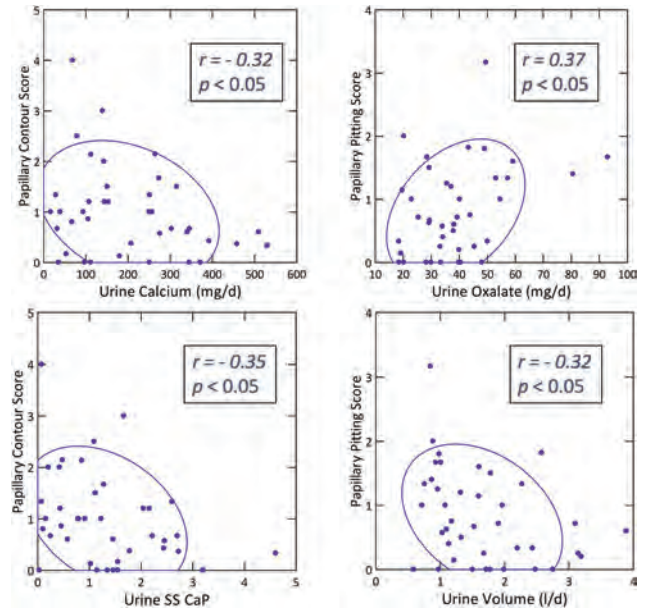 Papillary Contour Score
5
4
3
2
1
0
r = - 0.32
p < 0.05
0 100 200 300 400 500 600
Urine Calcium (mg/d)
Papillary Pitting Score
4
3
2
1
0
r = 0.37
p < 0.05
10 20 30 40 50 60 70 80 90 100
Urine Oxalate (mg/d)
Papillary Contour Score
5
4
3
2
1
0
r = - 0.35
p < 0.05
0 1 2 3 4 5
Urine SS CaP
Papillary Pitting Score
4
3
2
1
0
r = - 0.32
p < 0.05
0 1 2 3 4
Urine Volume (l/d)